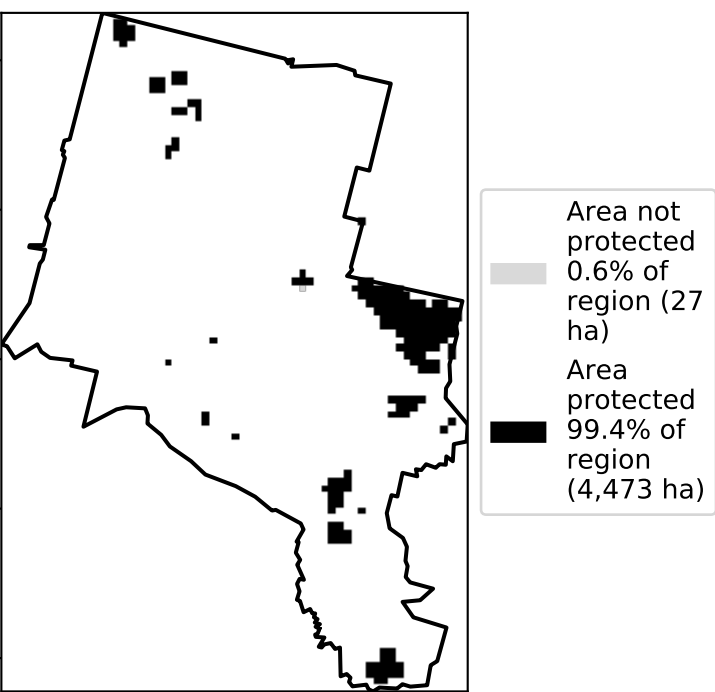 Area not
protected
0.6% of
region (27
ha)
Area
protected
99.4% of
region
(4,473 ha)